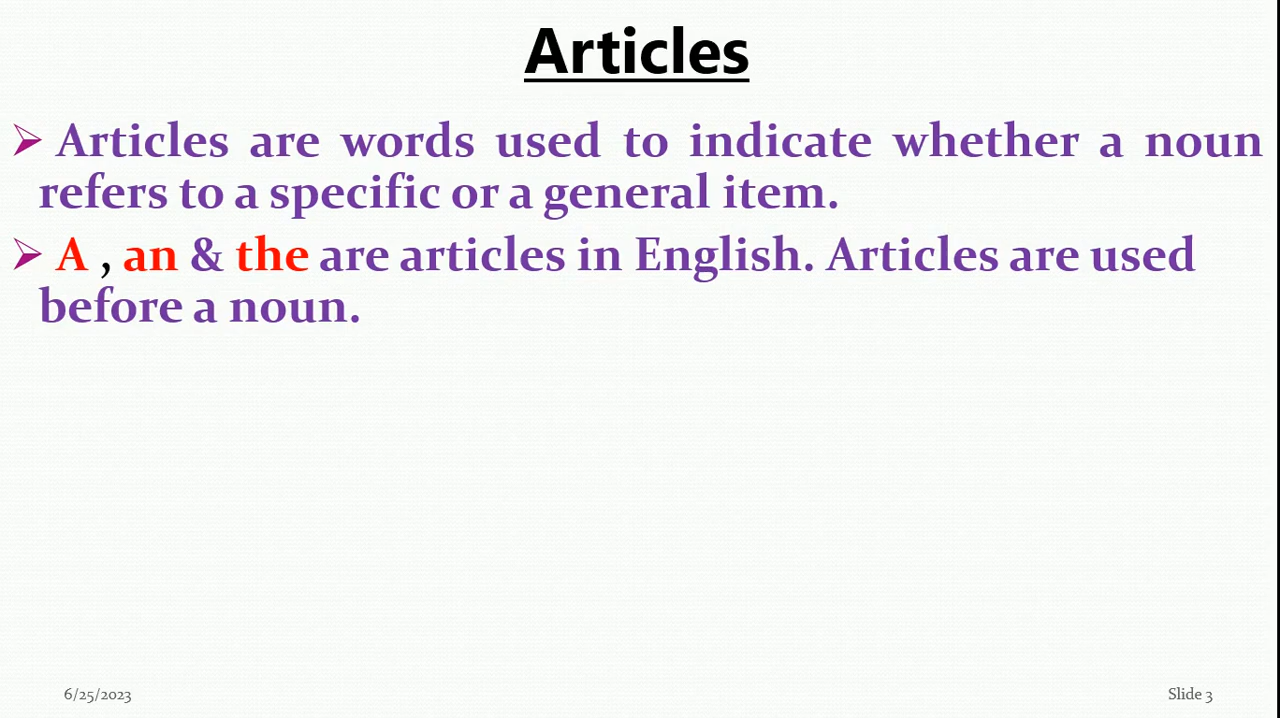 Articles
➢ Articles are words used to indicate whether a noun
refers to a specific or a general item.
➢ A , an & the are articles in English. Articles are used
before a noun.
6/25/2023
Slide 3